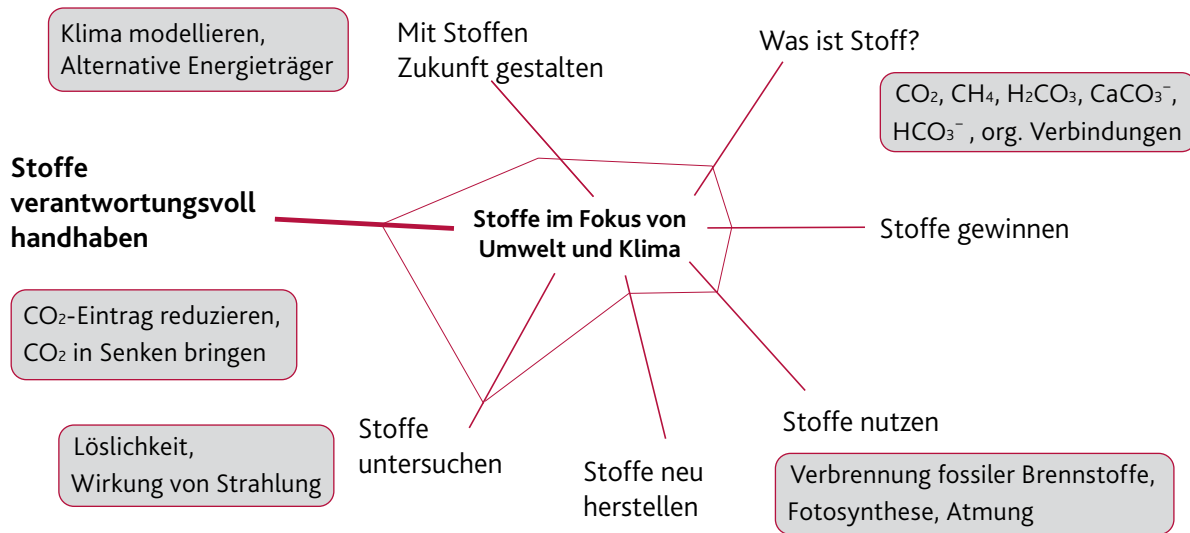 Klima modellieren,
Alternative Energieträger
Mit Stoffen
Zukunft gestalten
Was ist Stoff?
CO₂, CH₄, H₂CO₃, CaCO₃⁻,
HCO₃⁻ , org. Verbindungen
Stoffe
verantwortungsvoll
handhaben
Stoffe im Fokus von
Umwelt und Klima
Stoffe gewinnen
CO₂-Eintrag reduzieren,
CO₂ in Senken bringen
Stoffe
untersuchen
Löslichkeit,
Wirkung von Strahlung
Stoffe neu
herstellen
Stoffe nutzen
Verbrennung fossiler Brennstoffe,
Fotosynthese, Atmung